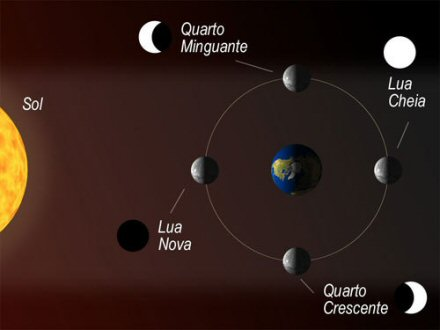 Quarto
Minguante
Sol
Lua
Cheia
Lua
Nova
Quarto
Crescente